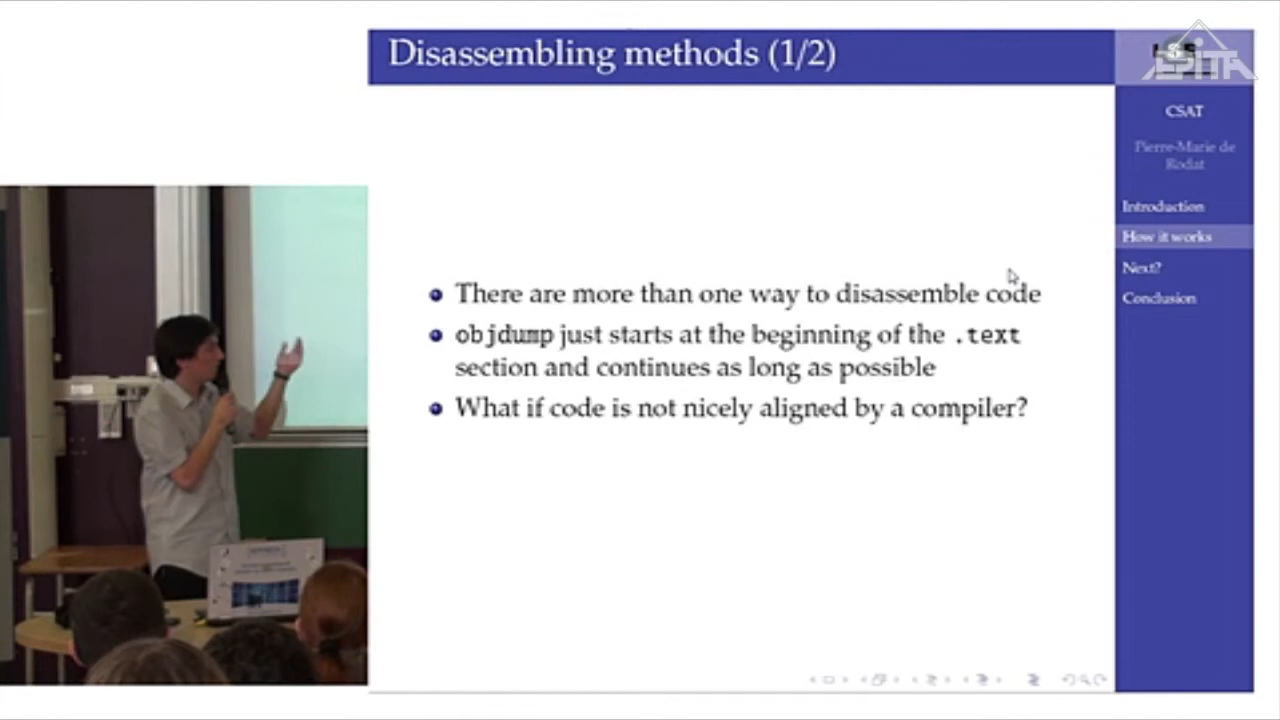 Disassembling methods (1/2)
There are more than one way to disassemble code
objdump just starts at the beginning of the .text
section and continues as long as possible
What if code is not nicely aligned by a compiler?
EPITA
CSAT
Pierre-Marie de
Rodat
Introduction
How it works
Next?
Conclusion